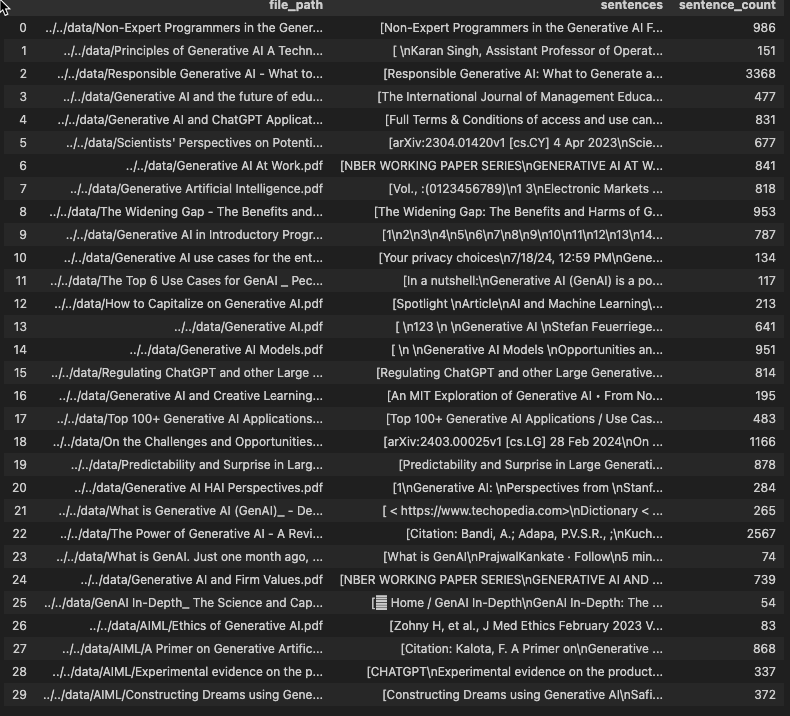 file_path sentences sentence_count
0 ../../data/Non-Expert Programmers in the Gener... [Non-Expert Programmers in the Generative AI F... 986
1 ../../data/Principles of Generative AI A Techn... [ \nKaran Singh, Assistant Professor of Operat... 151
2 ../../data/Responsible Generative AI - What to... [Responsible Generative AI: What to Generate a... 3368
3 ../../data/Generative AI and the future of edu... [The International Journal of Management Educa... 477
4 ../../data/Generative AI and ChatGPT Applicat... [Full Terms & Conditions of access and use can... 831
5 ../../data/Scientists' Perspectives on Potenti... [arXiv:2304.01420v1 [cs.CY] 4 Apr 2023\nScie... 677
6 ../../data/Generative AI At Work.pdf [NBER WORKING PAPER SERIES\nGENERATIVE AI AT W... 841
7 ../../data/Generative Artificial Intelligence.pdf [Vol., :(0123456789)\n1 3\nElectronic Markets ... 818
8 ../../data/The Widening Gap - The Benefits and... [The Widening Gap: The Benefits and Harms of G... 953
9 ../../data/Generative AI in Introductory Progr... [1\n2\n3\n4\n5\n6\n7\n8\n9\n10\n11\n12\n13\n14... 787
10 ../../data/Generative AI use cases for the ent... [Your privacy choices\n7/18/24, 12:59 PM\nGene... 134
11 ../../data/The Top 6 Use Cases for GenAI _ Pec... [In a nutshell:\nGenerative AI (GenAI) is a po... 117
12 ../../data/How to Capitalize on Generative AI.pdf [Spotlight \nArticle\nAI and Machine Learning\... 213
13 ../../data/Generative AI.pdf [ \n123 \n \nGenerative AI \nStefan Feuerriege... 641
14 ../../data/Generative AI Models.pdf [ \n \nGenerative AI Models \nOpportunities an... 951
15 ../../data/Regulating ChatGPT and other Large ... [Regulating ChatGPT and other Large Generative... 814
16 ../../data/Generative AI and Creative Learning... [An MIT Exploration of Generative AI • From No... 195
17 ../../data/Top 100+ Generative AI Applications... [Top 100+ Generative AI Applications / Use Cas... 483
18 ../../data/On the Challenges and Opportunities... [arXiv:2403.00025v1 [cs.LG] 28 Feb 2024\nOn ... 1166
19 ../../data/Predictability and Surprise in Larg... [Predictability and Surprise in Large Generati... 878
20 ../../data/Generative AI HAI Perspectives.pdf [1\nGenerative AI: \nPerspectives from \nStanf... 284
21 ../../data/What is Generative AI (GenAI)_ - De... [ < https://www.techopedia.com>\nDictionary < ... 265
22 ../../data/The Power of Generative AI - A Revi... [Citation: Bandi, A.; Adapa, P.V.S.R., ;\nKuch... 2567
23 ../../data/What is GenAI. Just one month ago, ... [What is GenAI\nPrajwalKankate · Follow\n5 min... 74
24 ../../data/Generative AI and Firm Values.pdf [NBER WORKING PAPER SERIES\nGENERATIVE AI AND ... 739
25 ../../data/GenAI In-Depth_ The Science and Cap... [ Home / GenAI In-Depth\nGenAI In-Depth: The ... 54
26 ../../data/AIML/Ethics of Generative AI.pdf [Zohny H, et al., J Med Ethics February 2023 V... 83
27 ../../data/AIML/A Primer on Generative Artific... [Citation: Kalota, F. A Primer on\nGenerative ... 868
28 ../../data/AIML/Experimental evidence on the p... [CHATGPT\nExperimental evidence on the product... 337
29 ../../data/AIML/Constructing Dreams using Gene... [Constructing Dreams using Generative AI\nSafi... 372